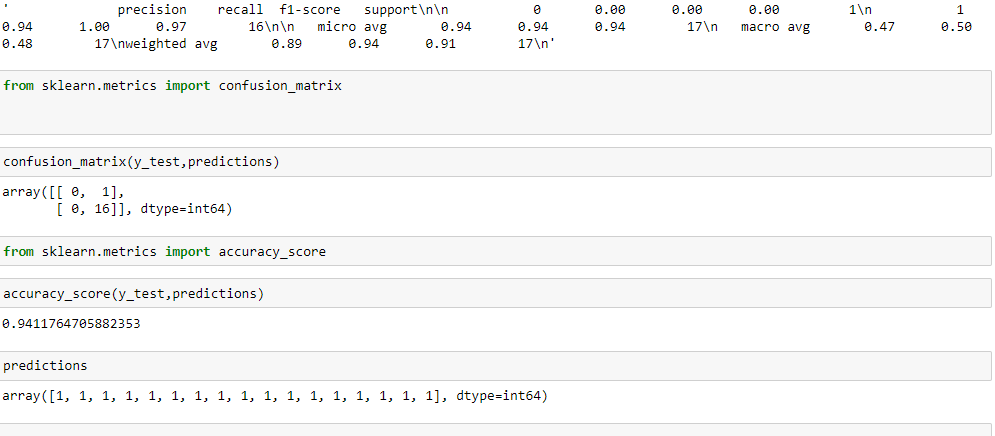 '              precision    recall  f1-score   support\n\n           0       0.00      0.00      0.00         1\n           1
0.94      1.00      0.97        16\n\n   micro avg       0.94      0.94      0.94        17\n   macro avg       0.47      0.50
0.48        17\nweighted avg       0.89      0.94      0.91        17\n'
from sklearn.metrics import confusion_matrix
confusion_matrix(y_test,predictions)
array([[ 0,  1],
       [ 0, 16]], dtype=int64)
from sklearn.metrics import accuracy_score
accuracy_score(y_test,predictions)
0.9411764705882353
predictions
array([1, 1, 1, 1, 1, 1, 1, 1, 1, 1, 1, 1, 1, 1, 1, 1, 1], dtype=int64)